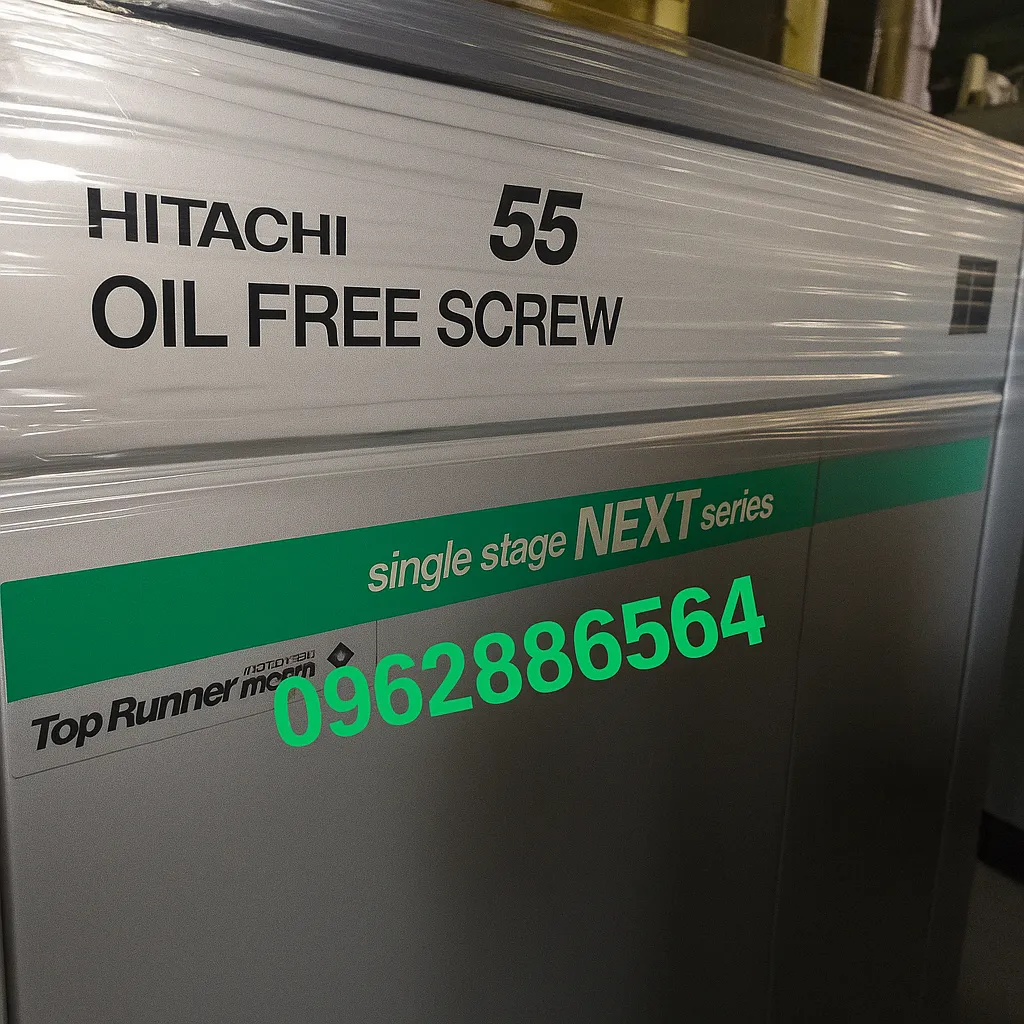 HITACHI 55
OIL FREE SCREW
single stage NEXT series
0962886564
Top Runner